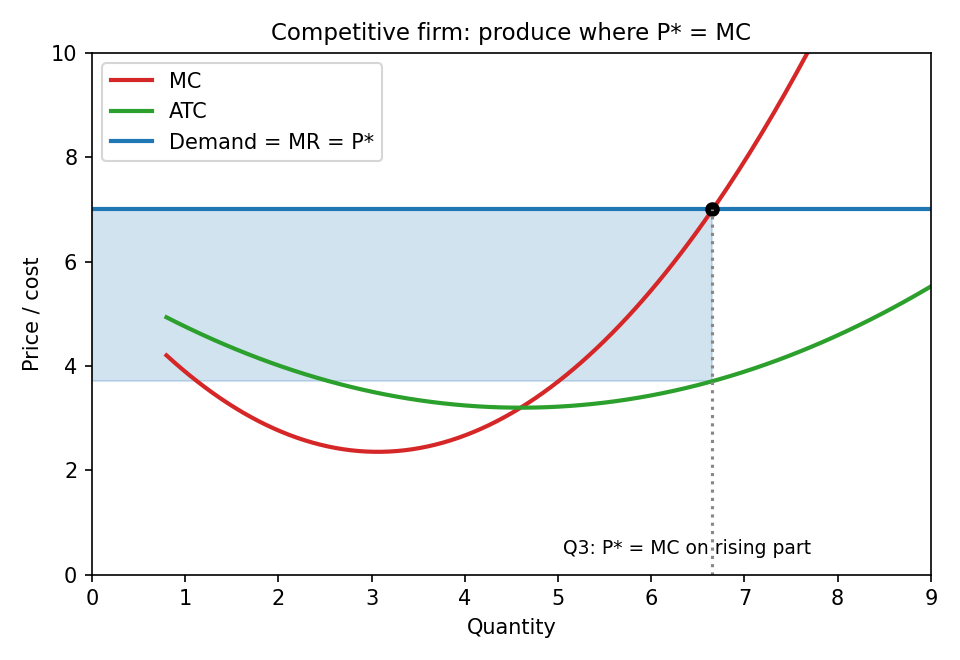 Competitive firm: produce where P* = MC
MC
ATC
Demand = MR = P*
10
8
6
4
2
0
Price / cost
Q3: P* = MC on rising part
0 1 2 3 4 5 6 7 8 9
Quantity